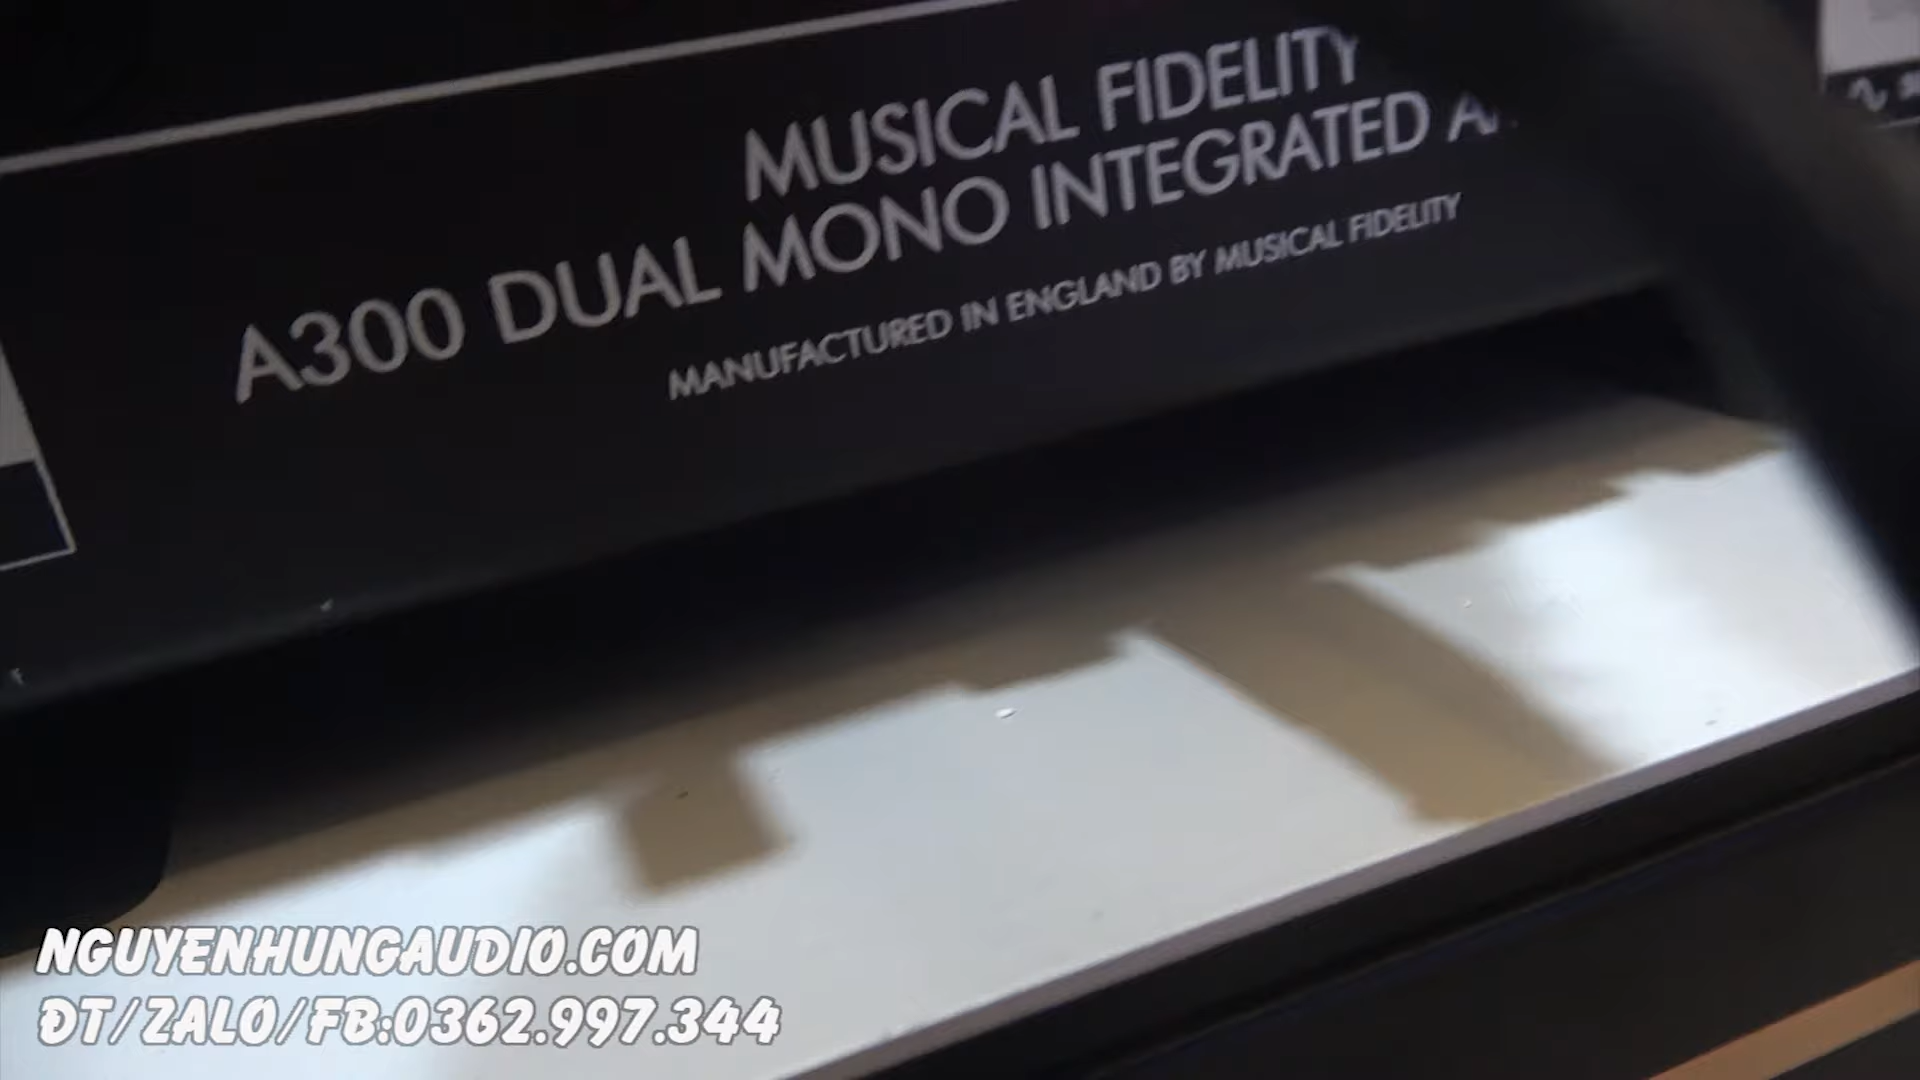 MUSICAL FIDELITY
A300 DUAL MONO INTEGRATED
MANUFACTURED IN ENGLAND BY MUSICAL FIDELITY
NGUYENHUNGAUDIO.COM
ĐT/ZALO/FB:0362.997.344